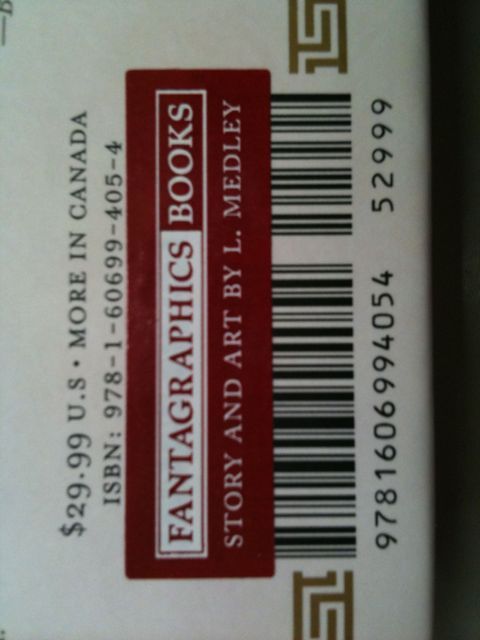 $29.99 U.S • MORE IN CANADA
ISBN: 978-1-60699-405-4
FANTAGRAPHICS BOOKS
STORY AND ART BY L. MEDLEY
9781606994054
52999